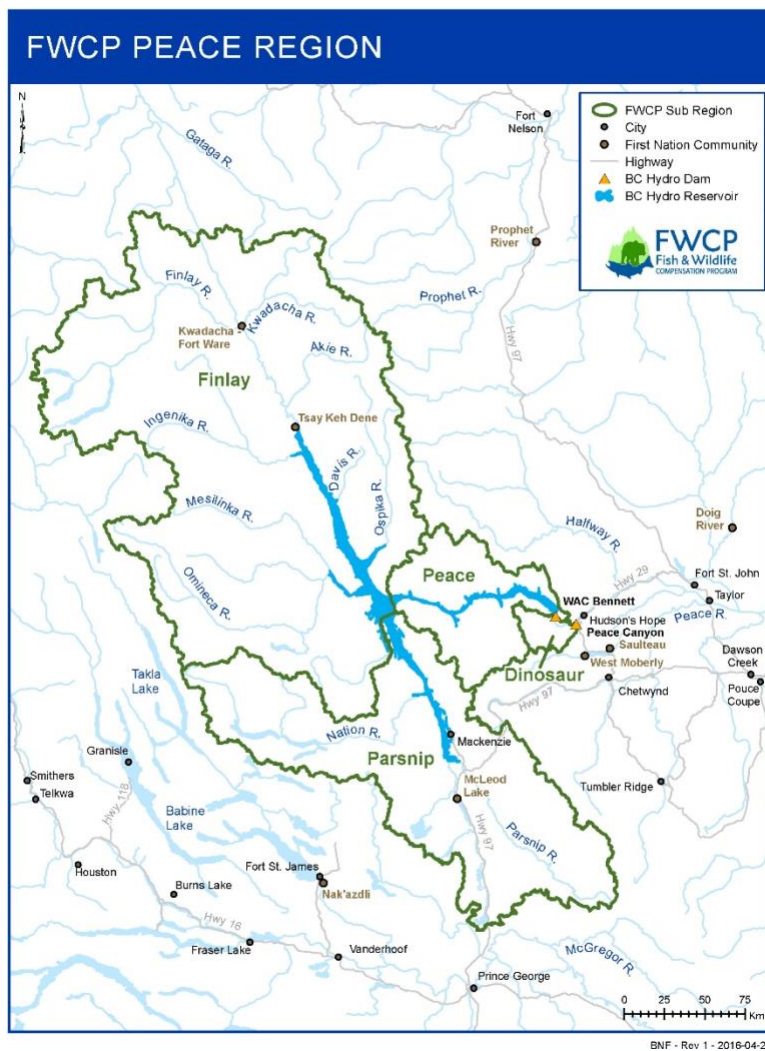 FWCP PEACE REGION
N
FWCP Sub Region
City
First Nation Community
Highway
BC Hydro Dam
BC Hydro Reservoir
FWCP
Fish & Wildlife
COMPENSATION PROGRAM
Fort
Nelson
Gataga R.
Prophet
River
Finlay R.
Prophet R.
Kwadacha R.
Kwadacha -
Fort Ware
Akie R.
Hwy 97
Finlay
Tsay Keh Dene
Ingenika R.
Davis R.
Ospika R.
Mesilinka R.
Doig
River
Halfway R.
Omineca R.
Peace
Hwy 29
Fort St. John
WAC Bennett
Taylor
Hudson's Hope
Peace R.
Peace Canyon
Saulteau
West Moberly
Dawson
Creek
Dinosaur
Takla
Lake
Chetwynd
Pouce
Coupe
Hwy 97
Nation R.
Mackenzie
Granisle
Parsnip
Smithers
Telkwa
McLeod
Lake
Tumbler Ridge
Hwy 118
Babine
Lake
Parsnip R.
Hwy 97
Houston
Fort St. James
Burns Lake
Nak'azdli
Hwy 16
Fraser Lake
Vanderhoof
McGregor R.
Prince George
0 25 50 75
Km
BNF - Rev 1 - 2016-04-2